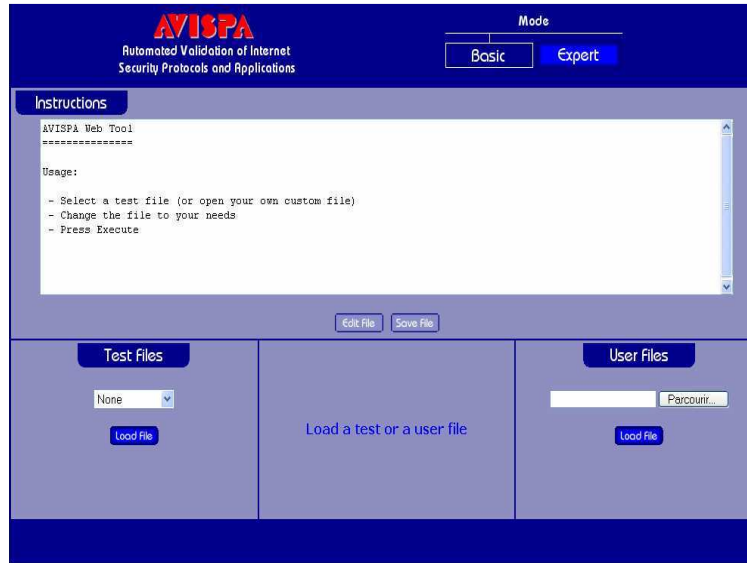 AVISPA
Automated Validation of Internet
Security Protocols and Applications
Mode
Basic
Expert
Instructions
AVISPA Web Tool
===============
Usage:
- Select a test file (or open your own custom file)
- Change the file to your needs
- Press Execute
Edit File
Save File
Test Files
None
Load File
Load a test or a user file
User Files
Parcourir...
Load File